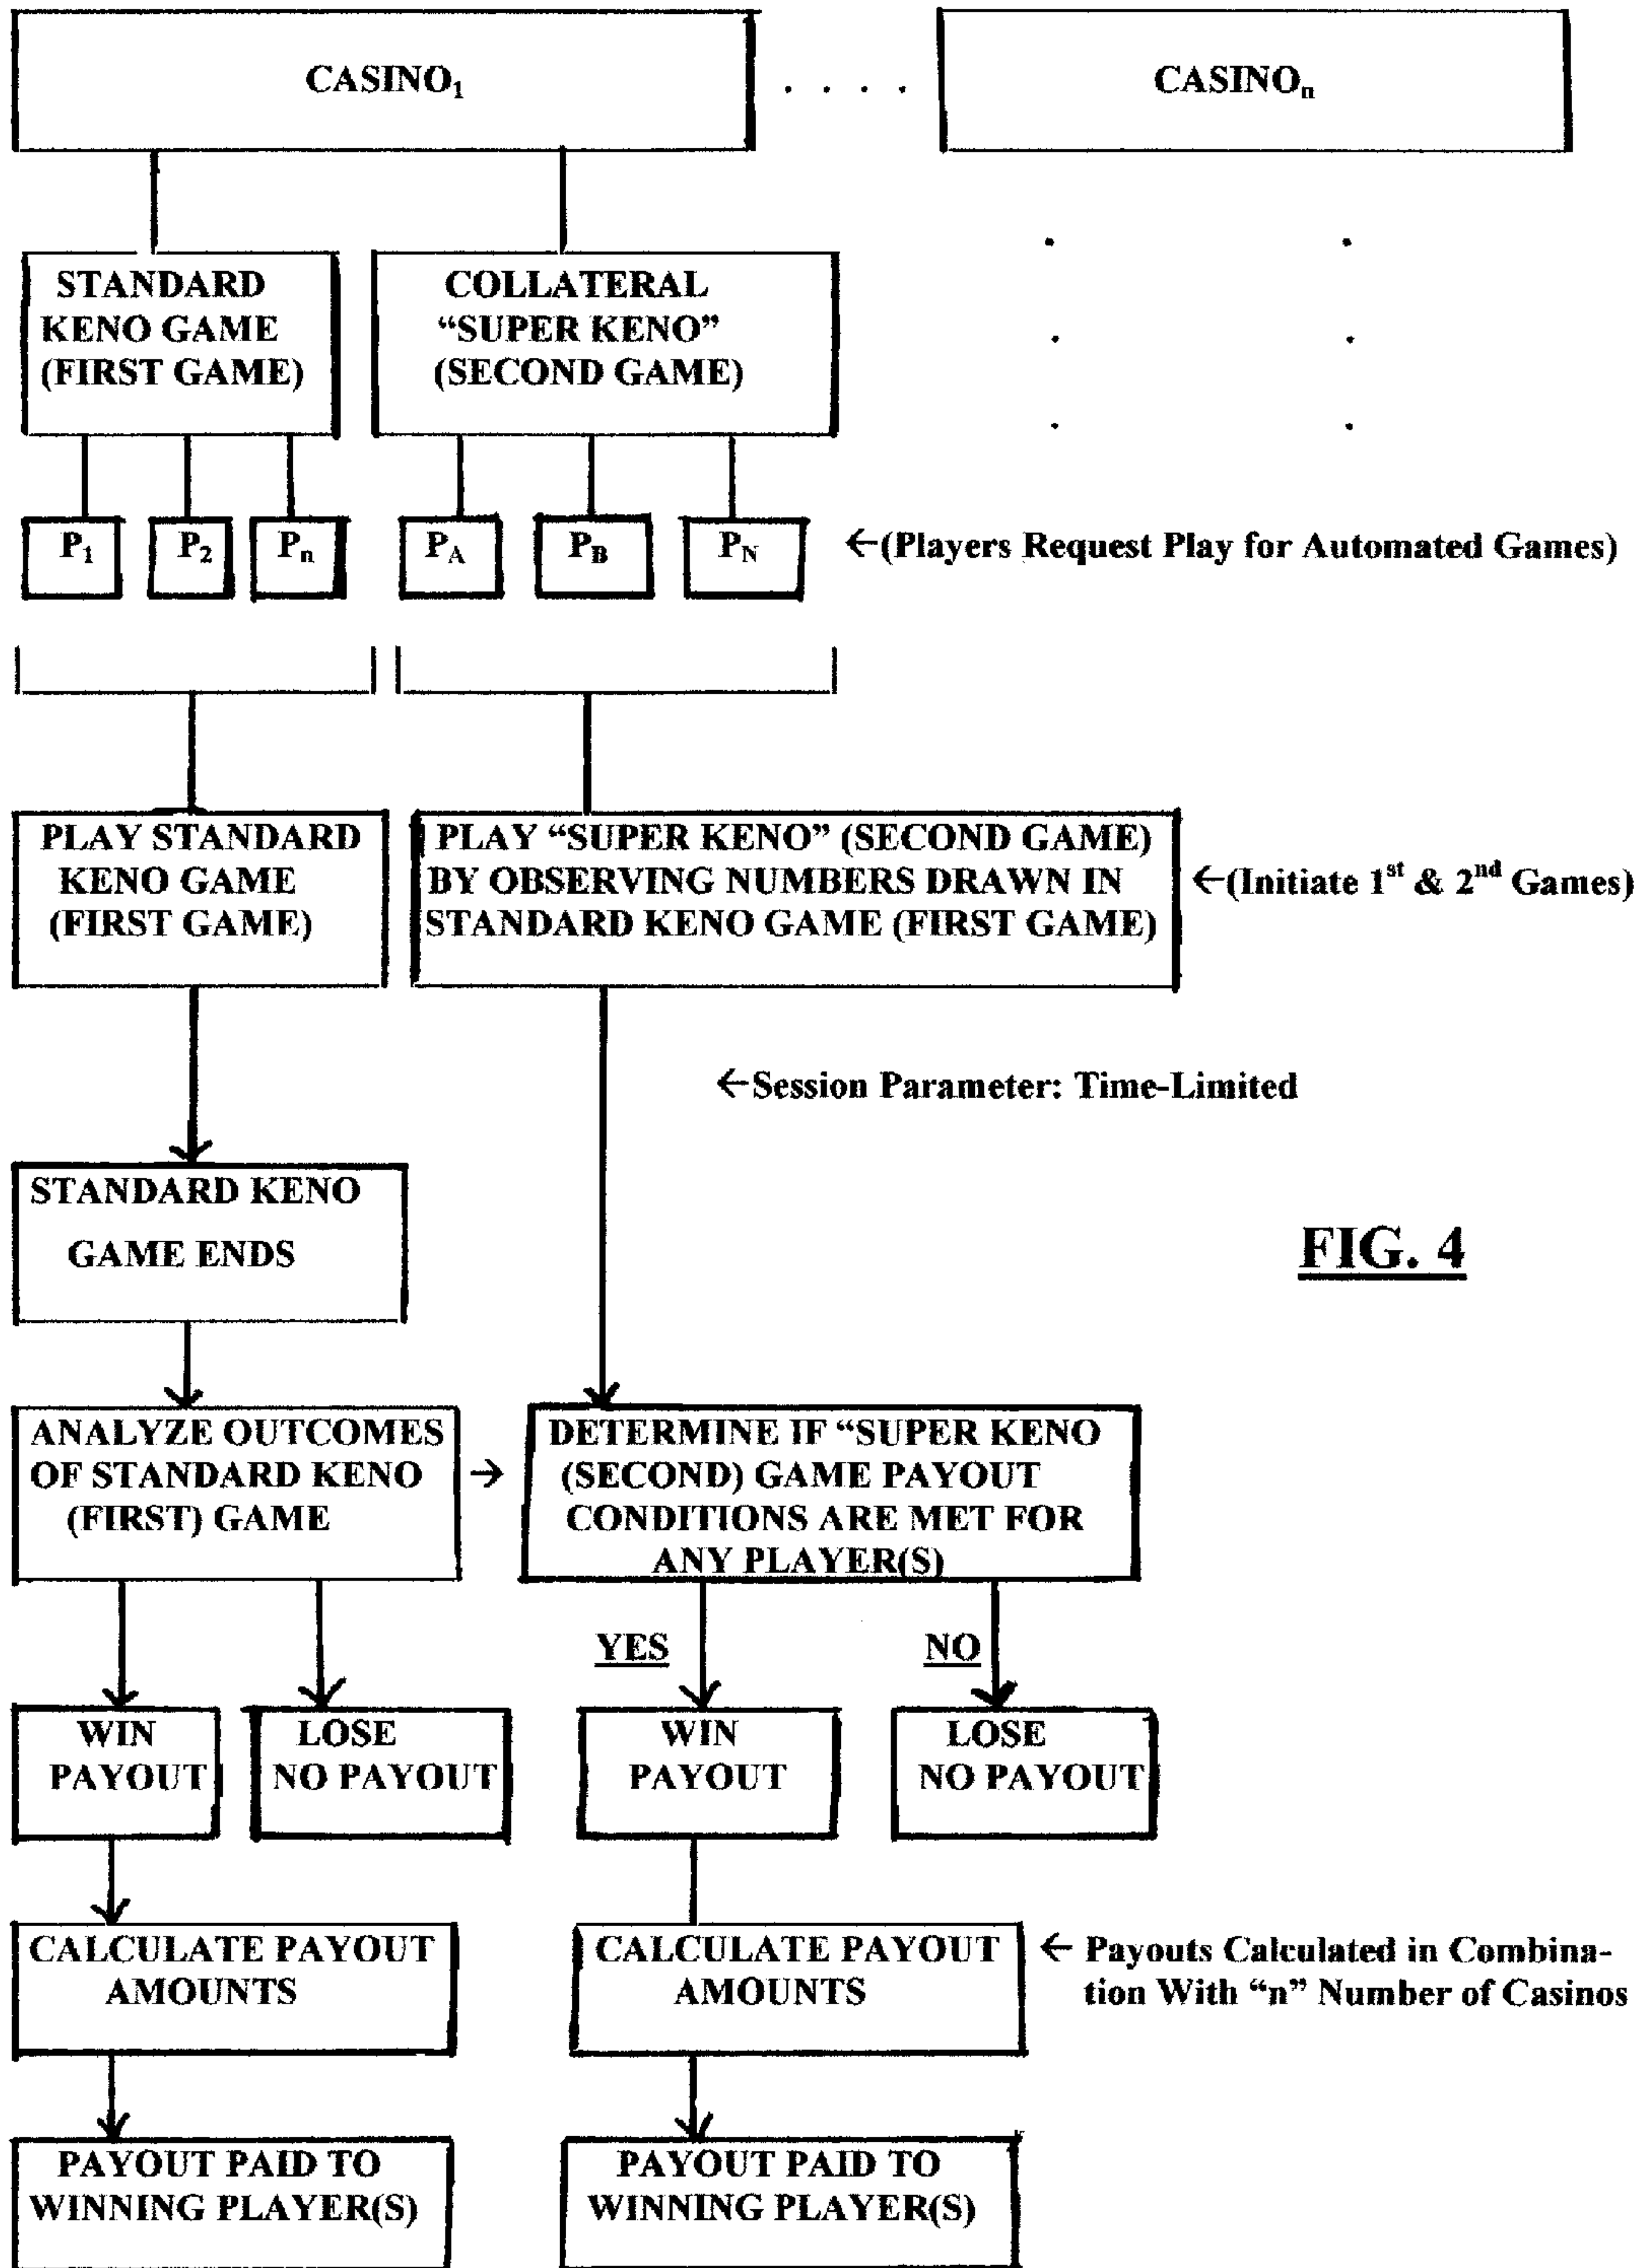 CASINO₁
. . . .
CASINOₙ
STANDARD
KENO GAME
(FIRST GAME)
COLLATERAL
“SUPER KENO”
(SECOND GAME)
P₁
P₂
Pₙ
P_A
P_B
P_N
←(Players Request Play for Automated Games)
PLAY STANDARD
KENO GAME
(FIRST GAME)
PLAY “SUPER KENO” (SECOND GAME)
BY OBSERVING NUMBERS DRAWN IN
STANDARD KENO GAME (FIRST GAME)
←(Initiate 1st & 2nd Games)
←Session Parameter: Time-Limited
STANDARD KENO
GAME ENDS
FIG. 4
ANALYZE OUTCOMES
OF STANDARD KENO
(FIRST) GAME
→
DETERMINE IF “SUPER KENO
(SECOND) GAME PAYOUT
CONDITIONS ARE MET FOR
ANY PLAYER(S)
YES
NO
WIN
PAYOUT
LOSE
NO PAYOUT
WIN
PAYOUT
LOSE
NO PAYOUT
CALCULATE PAYOUT
AMOUNTS
CALCULATE PAYOUT
AMOUNTS
← Payouts Calculated in Combina-
tion With “n” Number of Casinos
PAYOUT PAID TO
WINNING PLAYER(S)
PAYOUT PAID TO
WINNING PLAYER(S)